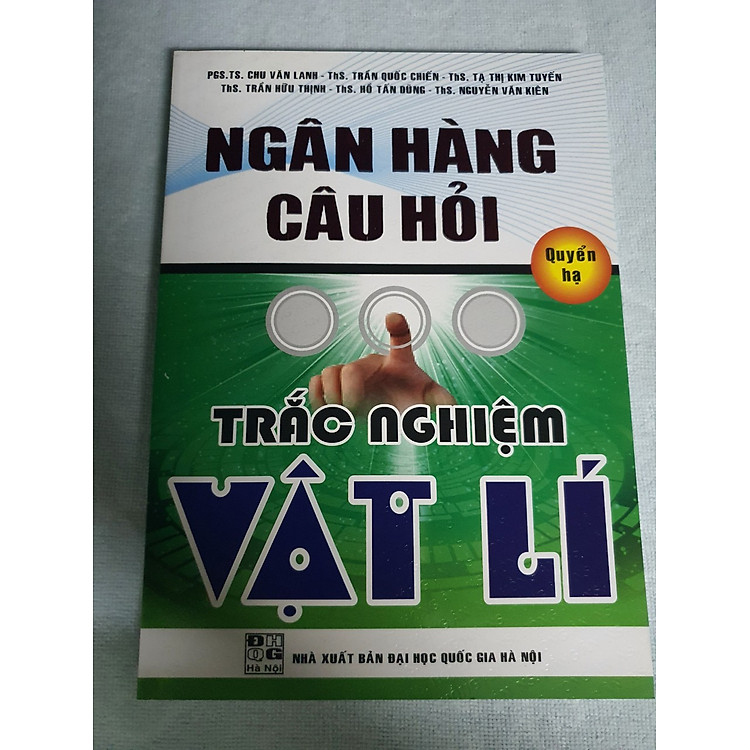 PGS.TS. CHU VĂN LANH - ThS. TRẦN QUỐC CHIẾN - ThS. TẠ THỊ KIM TUYẾN
ThS. TRẦN HỮU THỊNH - ThS. HỒ TẤN DŨNG - ThS. NGUYỄN VĂN KIÊN
NGÂN HÀNG
CÂU HỎI
Quyển
hạ
TRẮC NGHIỆM
VẬT LÍ
ĐH
QG
Hà Nội
NHÀ XUẤT BẢN ĐẠI HỌC QUỐC GIA HÀ NỘI